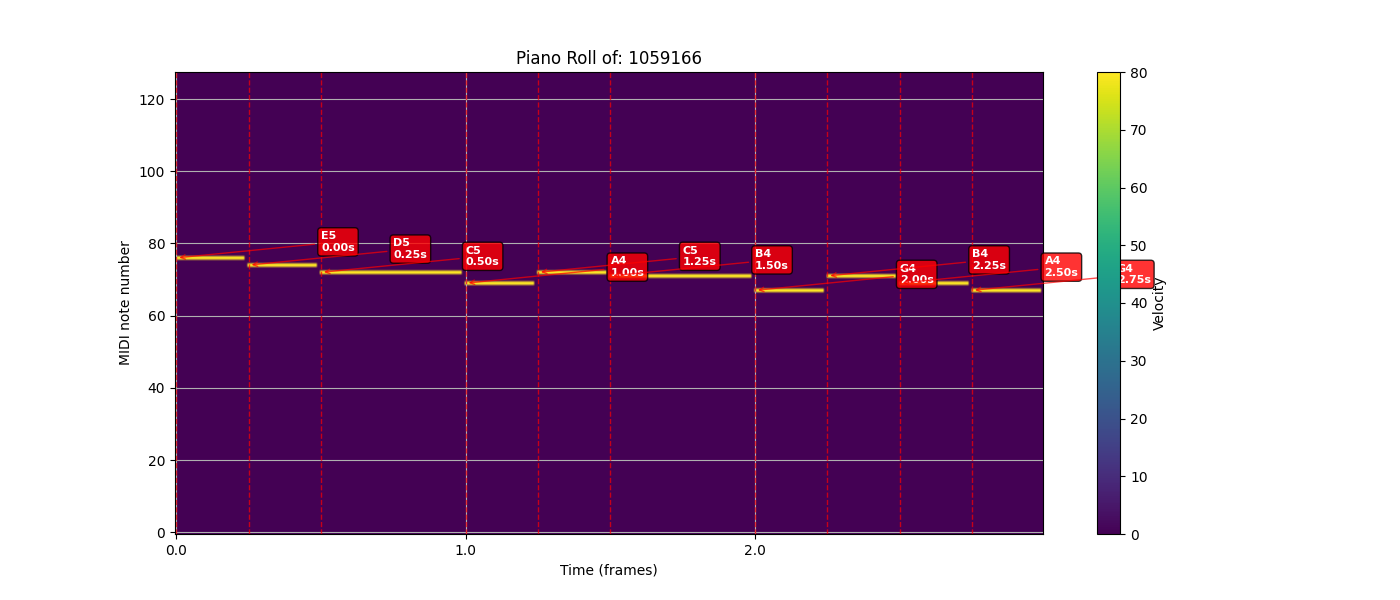 Piano Roll of: 1059166
MIDI note number
120
100
80
60
40
20
0
E5
0.00s
D5
0.25s
C5
0.50s
A4
1.00s
C5
1.25s
B4
1.50s
G4
2.00s
B4
2.25s
A4
2.50s
G4
2.75s
0.0
1.0
2.0
Time (frames)
80
70
60
50
40
30
20
10
0
Velocity